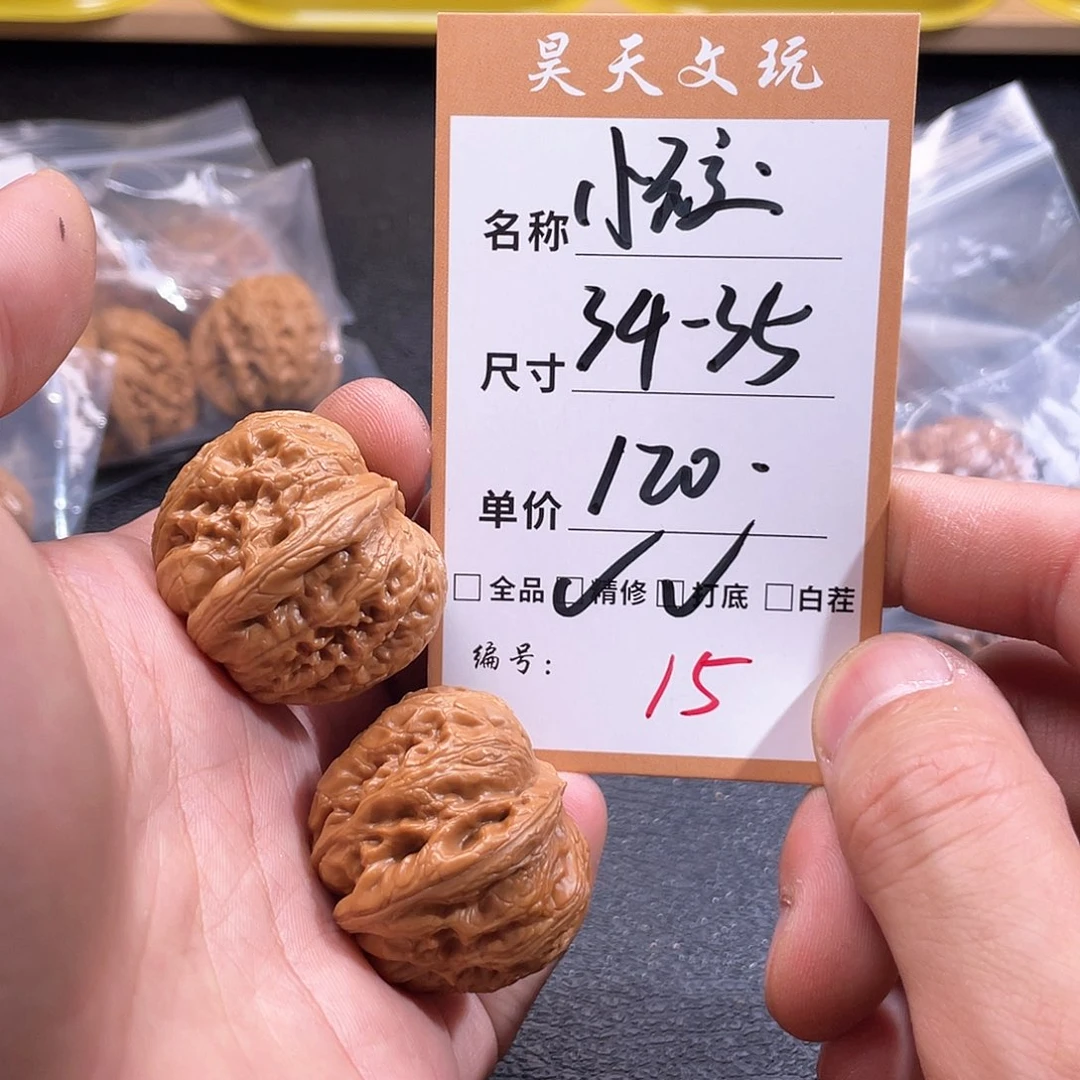 昊天文玩
名称
尺寸 34-35
单价 120.
□全品 ☑精修 ☑打底 □白茬
编号: 15